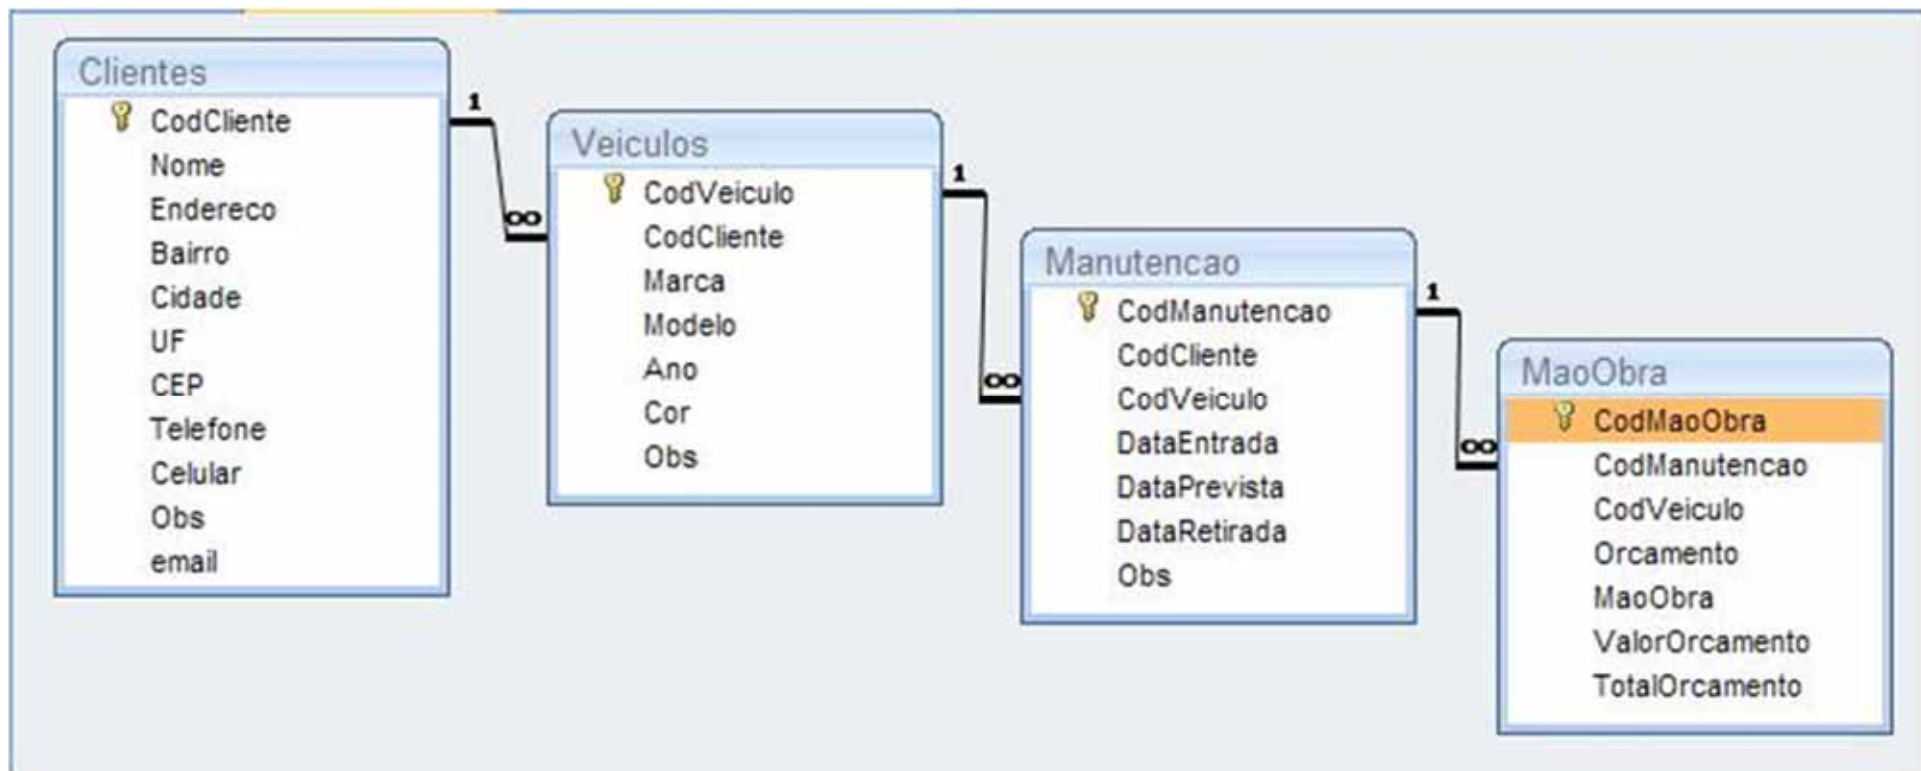 Clientes
CodCliente
Nome
Endereco
Bairro
Cidade
UF
CEP
Telefone
Celular
Obs
email
1
∞
Veiculos
CodVeiculo
CodCliente
Marca
Modelo
Ano
Cor
Obs
1
∞
Manutencao
CodManutencao
CodCliente
CodVeiculo
DataEntrada
DataPrevista
DataRetirada
Obs
1
∞
MaoObra
CodMaoObra
CodManutencao
CodVeiculo
Orcamento
MaoObra
ValorOrcamento
TotalOrcamento